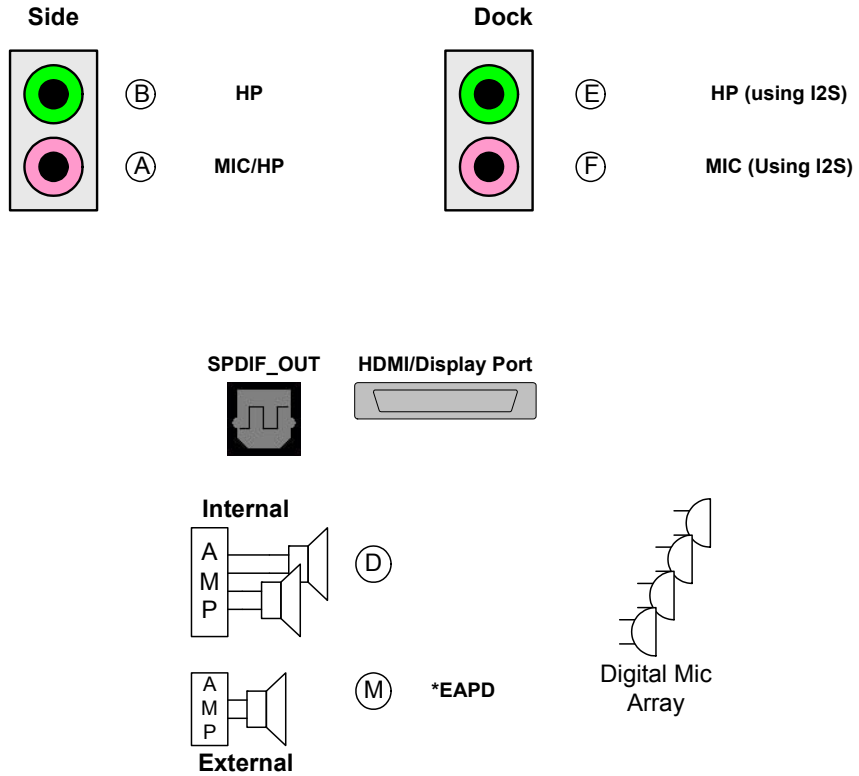 Side
Dock
B
HP
E
HP (using I2S)
A
MIC/HP
F
MIC (Using I2S)
SPDIF_OUT
HDMI/Display Port
Internal
A
M
P
D
Digital Mic
Array
A
M
P
M
*EAPD
External